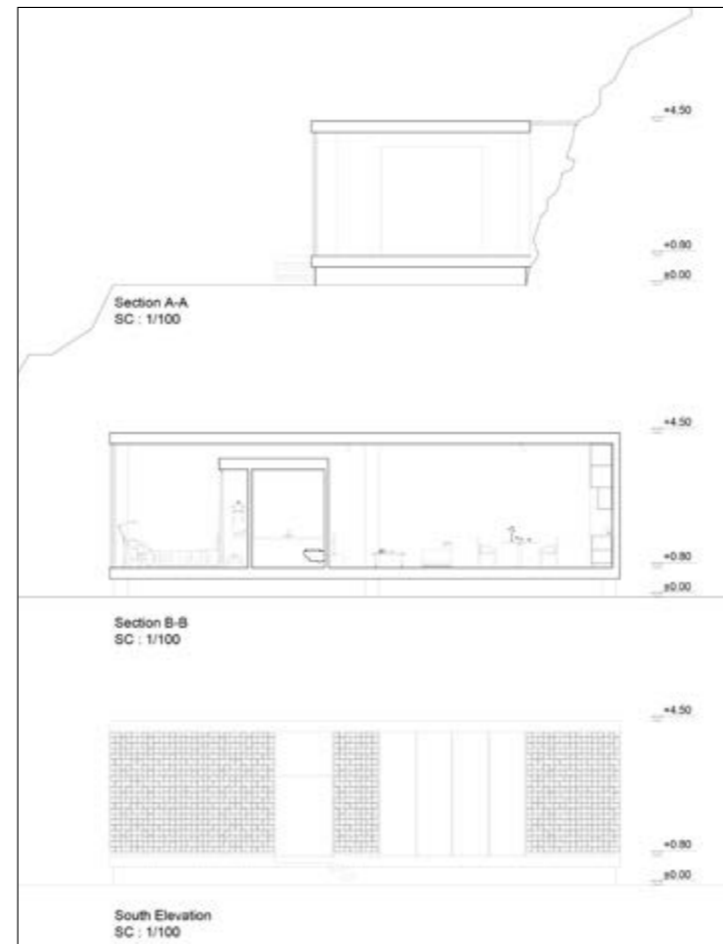 +4.50
+0.80
±0.00
Section A-A
SC : 1/100
+4.50
+0.80
±0.00
Section B-B
SC : 1/100
+4.50
+0.80
±0.00
South Elevation
SC : 1/100